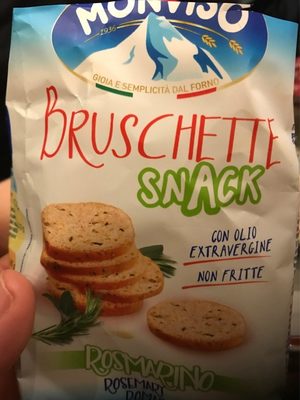 MONVISO
1936
GIOIA E SEMPLICITÀ DAL FORNO
BRUSCHETTE
SNACK
CON OLIO
EXTRAVERGINE
NON FRITTE
ROSMARINO